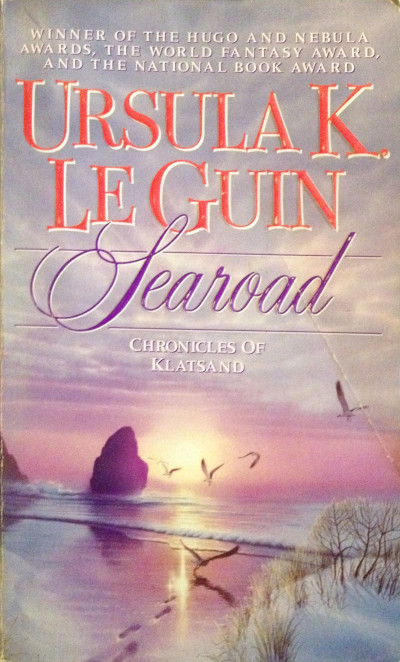 WINNER OF THE HUGO AND NEBULA
AWARDS, THE WORLD FANTASY AWARD,
AND THE NATIONAL BOOK AWARD
URSULA K.
LE GUIN
Searoad
CHRONICLES OF
KLATSAND